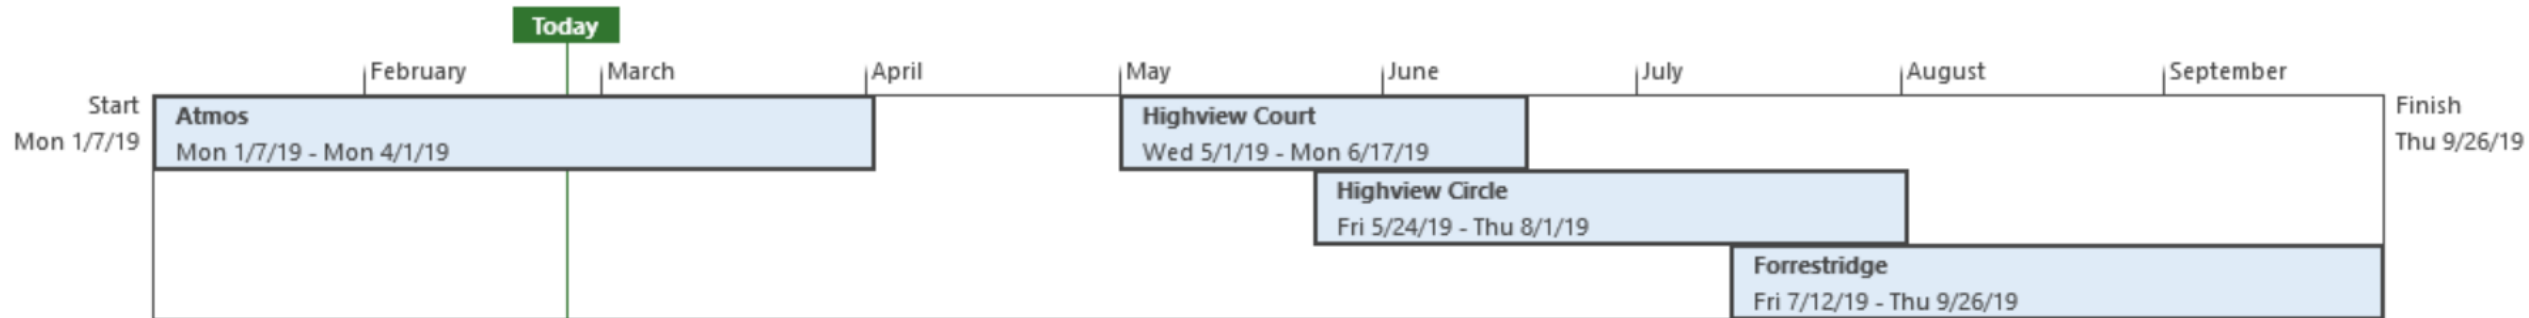 Today
February
March
April
May
June
July
August
September
Start
Mon 1/7/19
Atmos
Mon 1/7/19 - Mon 4/1/19
Highview Court
Wed 5/1/19 - Mon 6/17/19
Highview Circle
Fri 5/24/19 - Thu 8/1/19
Forrestridge
Fri 7/12/19 - Thu 9/26/19
Finish
Thu 9/26/19